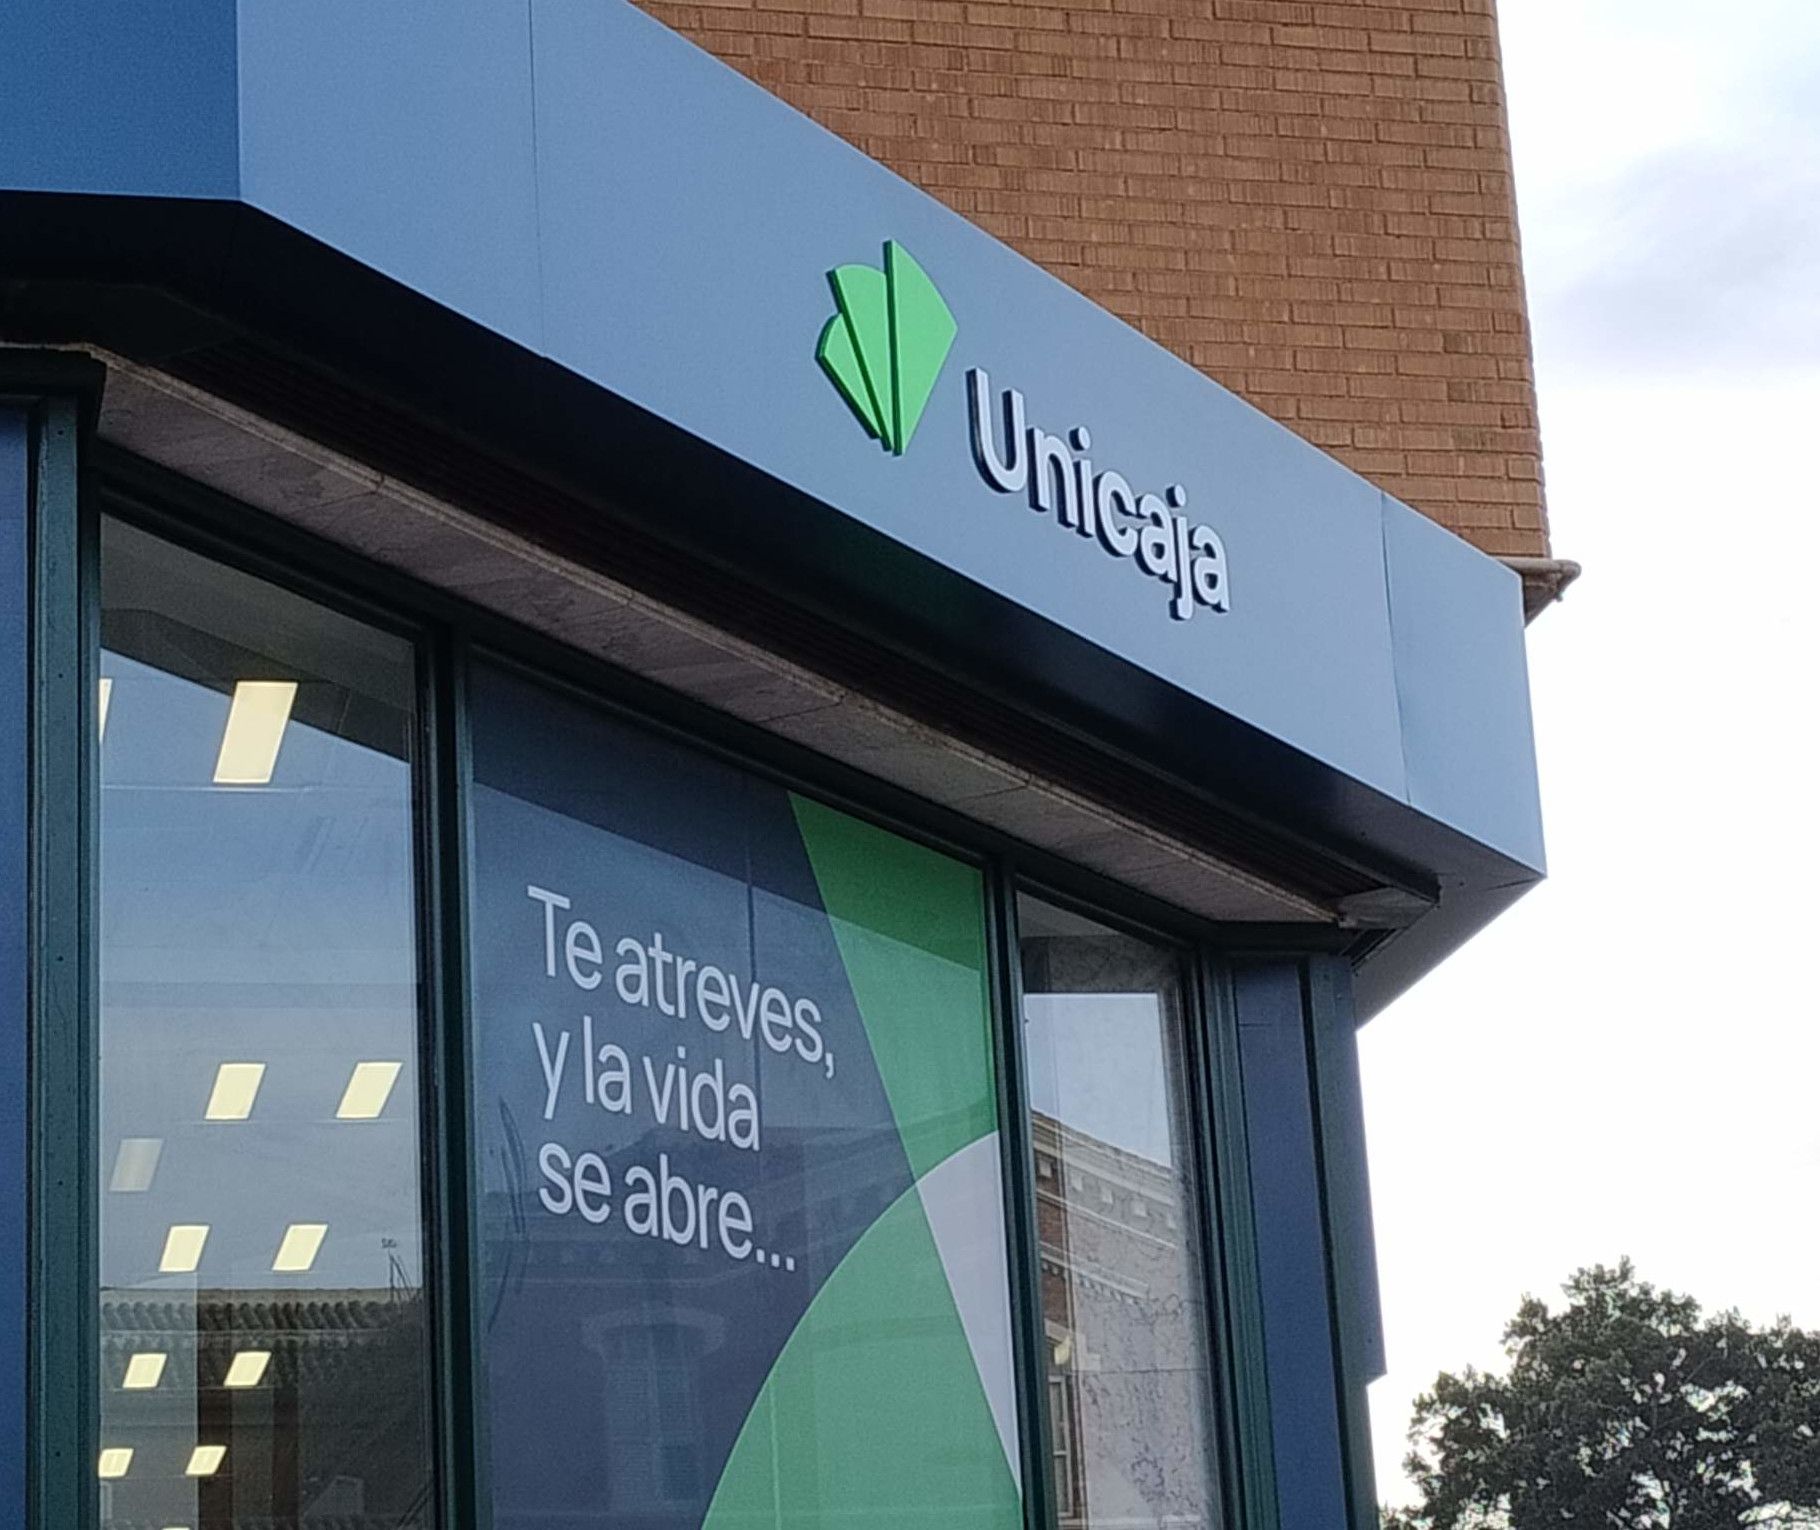 Unicaja
Te atreves,
y la vida
se abre...